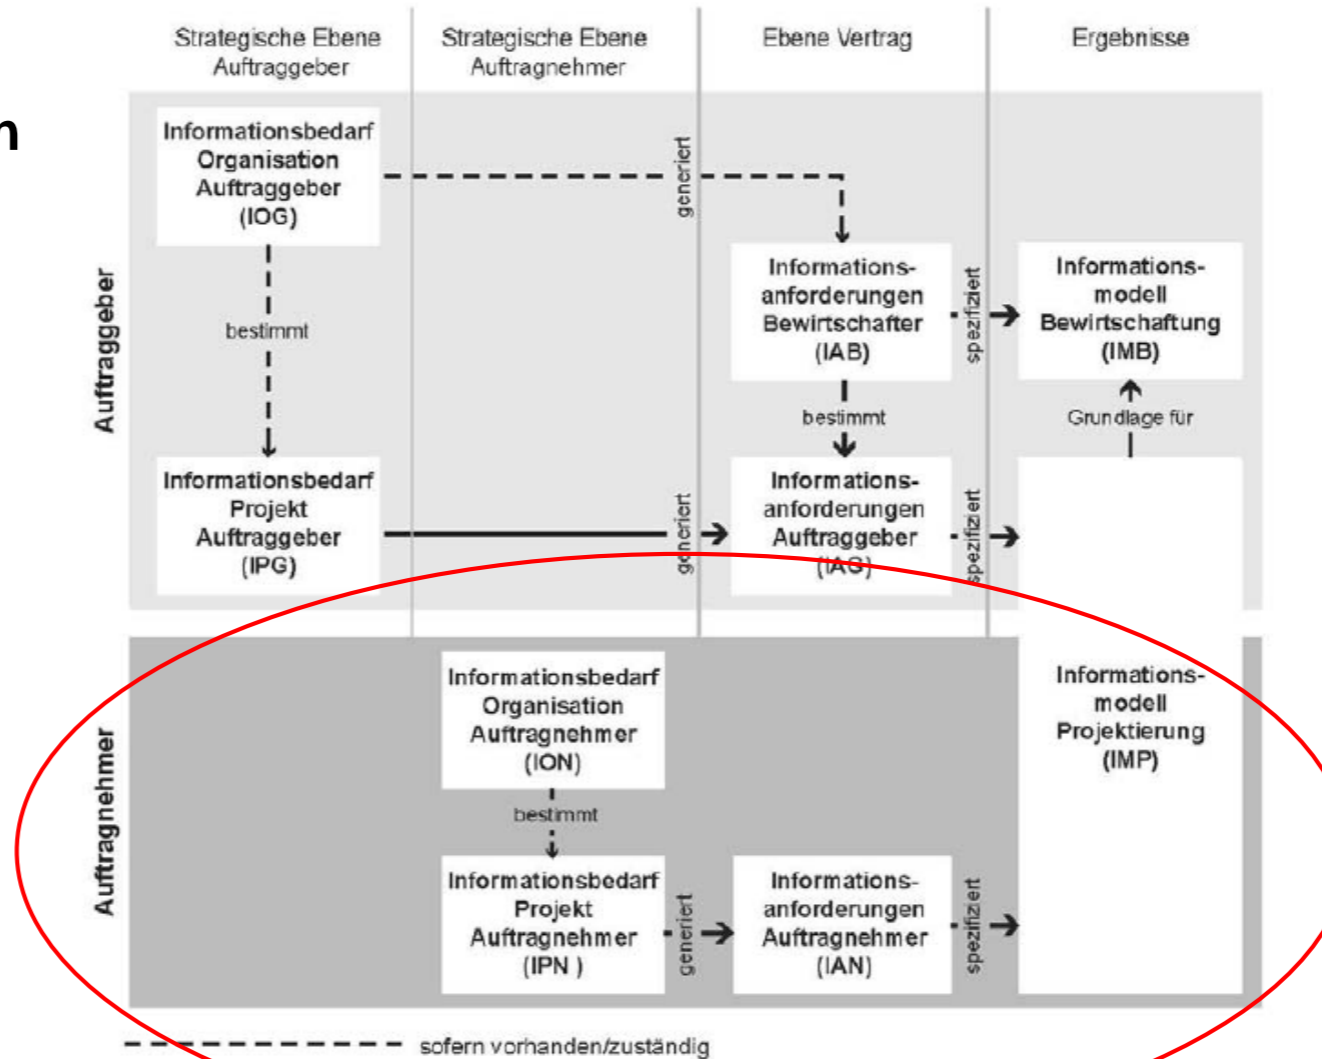 Strategische Ebene
Auftraggeber
Strategische Ebene
Auftragnehmer
Ebene Vertrag
Ergebnisse
n
Auftraggeber
Informationsbedarf
Organisation
Auftraggeber
(IOG)
generiert
bestimmt
Informations-
anforderungen
Bewirtschafter
(IAB)
spezifiziert
Informations-
modell
Bewirtschaftung
(IMB)
bestimmt
Grundlage für
Informationsbedarf
Projekt
Auftraggeber
(IPG)
generiert
Informations-
anforderungen
Auftraggeber
(IAG)
spezifiziert
Auftragnehmer
Informationsbedarf
Organisation
Auftragnehmer
(ION)
bestimmt
Informations-
modell
Projektierung
(IMP)
Informationsbedarf
Projekt
Auftragnehmer
(IPN )
generiert
Informations-
anforderungen
Auftragnehmer
(IAN)
spezifiziert
sofern vorhanden/zuständig